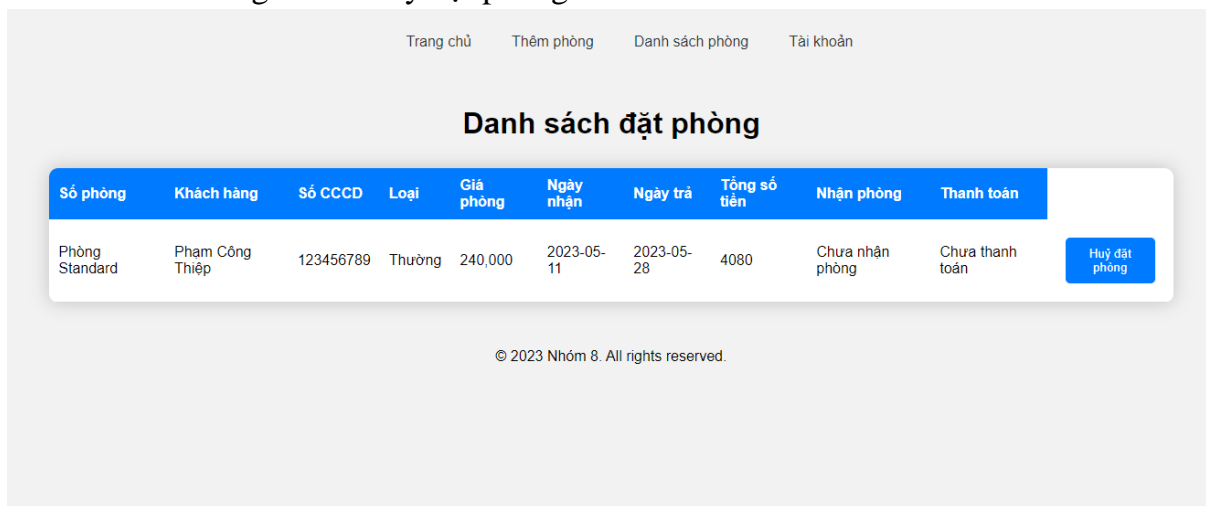 Trang chủ Thêm phòng Danh sách phòng Tài khoản
Danh sách đặt phòng
Số phòng Khách hàng Số CCCD Loại Giá phòng Ngày nhận Ngày trả Tổng số tiền Nhận phòng Thanh toán
Phòng Standard Phạm Công Thiệp 123456789 Thường 240,000 2023-05-11 2023-05-28 4080 Chưa nhận phòng Chưa thanh toán Huỷ đặt phòng
© 2023 Nhóm 8. All rights reserved.